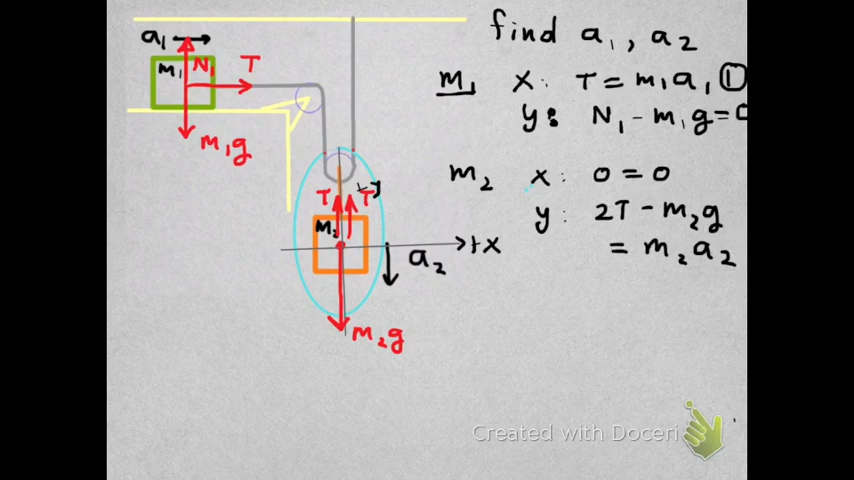 find a₁, a₂
a₁
m₁
N₁
T
m₁g
m₁ x: T = m₁a₁ ①
y: N₁ - m₁g = 0
m₂ x: 0 = 0
y: 2T - m₂g
= m₂a₂
+y
T T
m₂
+x
a₂
m₂g
Created with Doceri